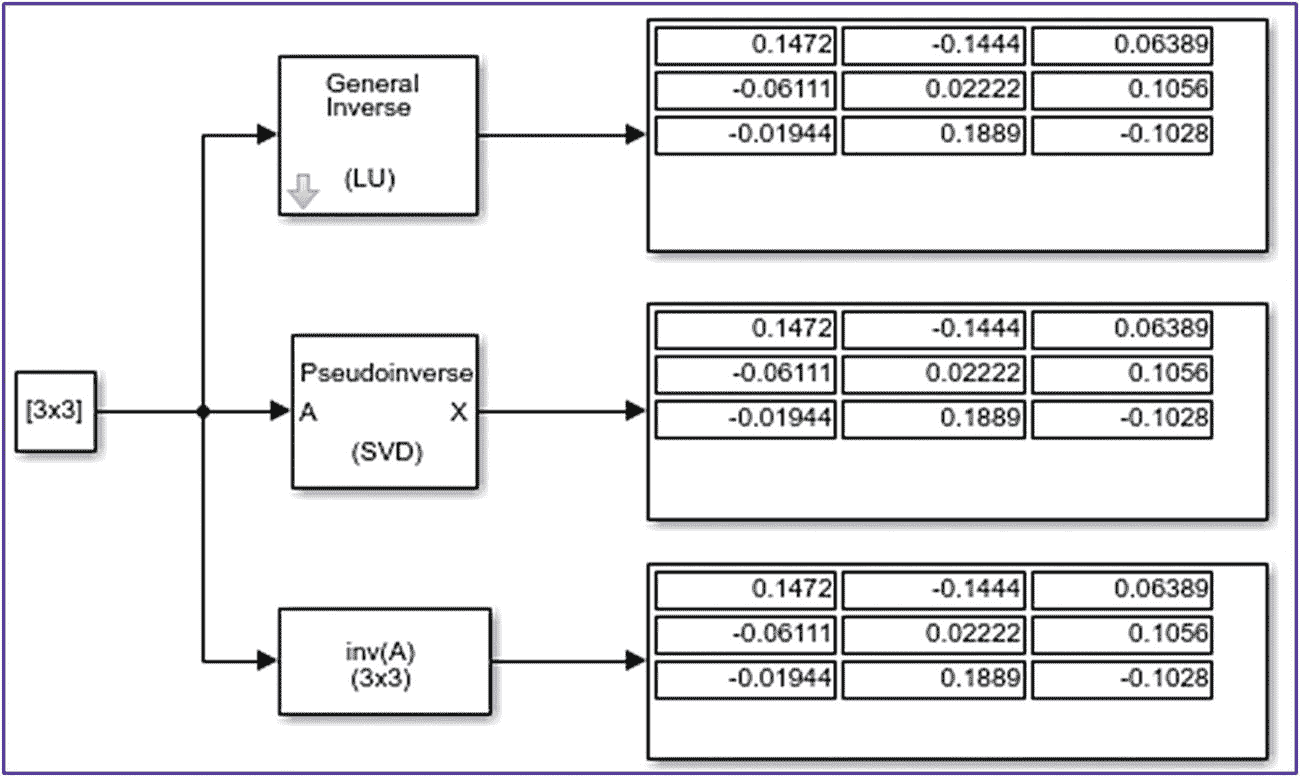 General
Inverse
(LU)
0.1472 -0.1444 0.06389
-0.06111 0.02222 0.1056
-0.01944 0.1889 -0.1028
[3x3]
Pseudoinverse
A X
(SVD)
0.1472 -0.1444 0.06389
-0.06111 0.02222 0.1056
-0.01944 0.1889 -0.1028
inv(A)
(3x3)
0.1472 -0.1444 0.06389
-0.06111 0.02222 0.1056
-0.01944 0.1889 -0.1028